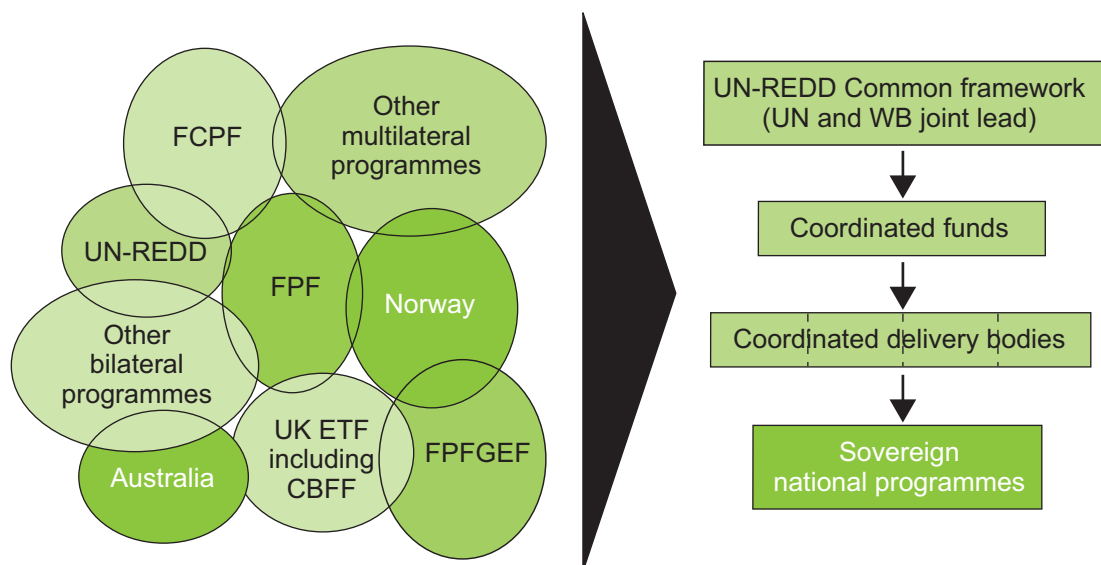 FCPF
Other
multilateral
programmes
UN-REDD
FPF
Norway
Other
bilateral
programmes
Australia
UK ETF
including
CBFF
FPFGEF
UN-REDD Common framework
(UN and WB joint lead)
Coordinated funds
Coordinated delivery bodies
Sovereign
national programmes